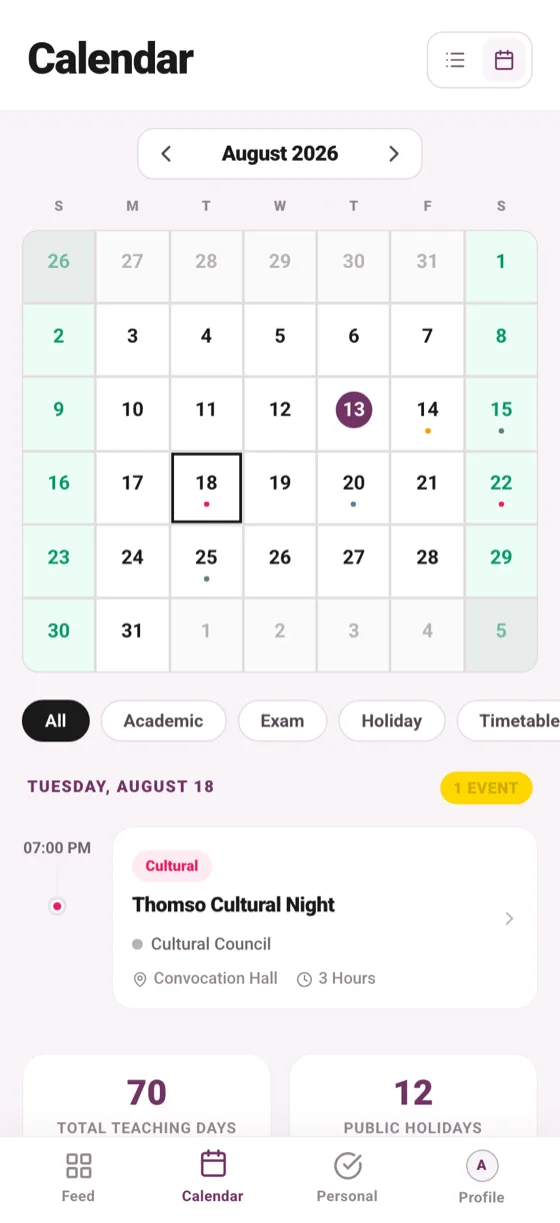 Calendar
August 2026
S M T W T F S
26 27 28 29 30 31 1
2 3 4 5 6 7 8
9 10 11 12 13 14 15
16 17 18 19 20 21 22
23 24 25 26 27 28 29
30 31 1 2 3 4 5
All Academic Exam Holiday Timetable
TUESDAY, AUGUST 18 1 EVENT
07:00 PM
Cultural
Thomso Cultural Night
Cultural Council
Convocation Hall 3 Hours
70 12
TOTAL TEACHING DAYS PUBLIC HOLIDAYS
A
Feed Calendar Personal Profile